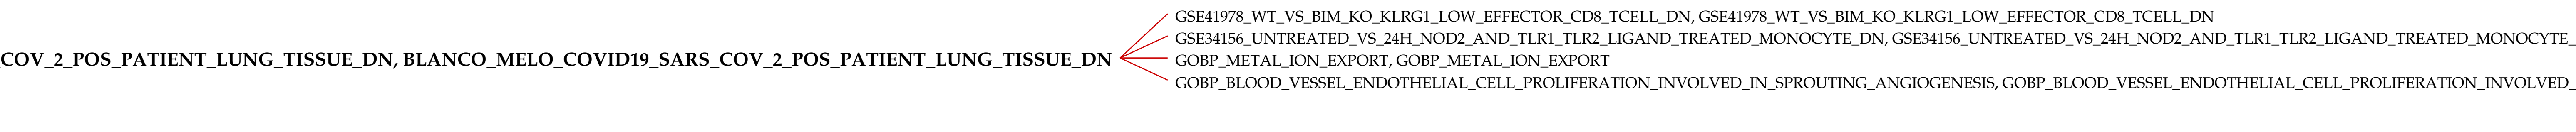 COV_2_POS_PATIENT_LUNG_TISSUE_DN, BLANCO_MELO_COVID19_SARS_COV_2_POS_PATIENT_LUNG_TISSUE_DN
GSE41978_WT_VS_BIM_KO_KLRG1_LOW_EFFECTOR_CD8_TCELL_DN, GSE41978_WT_VS_BIM_KO_KLRG1_LOW_EFFECTOR_CD8_TCELL_DN
GSE34156_UNTREATED_VS_24H_NOD2_AND_TLR1_TLR2_LIGAND_TREATED_MONOCYTE_DN, GSE34156_UNTREATED_VS_24H_NOD2_AND_TLR1_TLR2_LIGAND_TREATED_MONOCYTE_
GOBP_METAL_ION_EXPORT, GOBP_METAL_ION_EXPORT
GOBP_BLOOD_VESSEL_ENDOTHELIAL_CELL_PROLIFERATION_INVOLVED_IN_SPROUTING_ANGIOGENESIS, GOBP_BLOOD_VESSEL_ENDOTHELIAL_CELL_PROLIFERATION_INVOLVED_